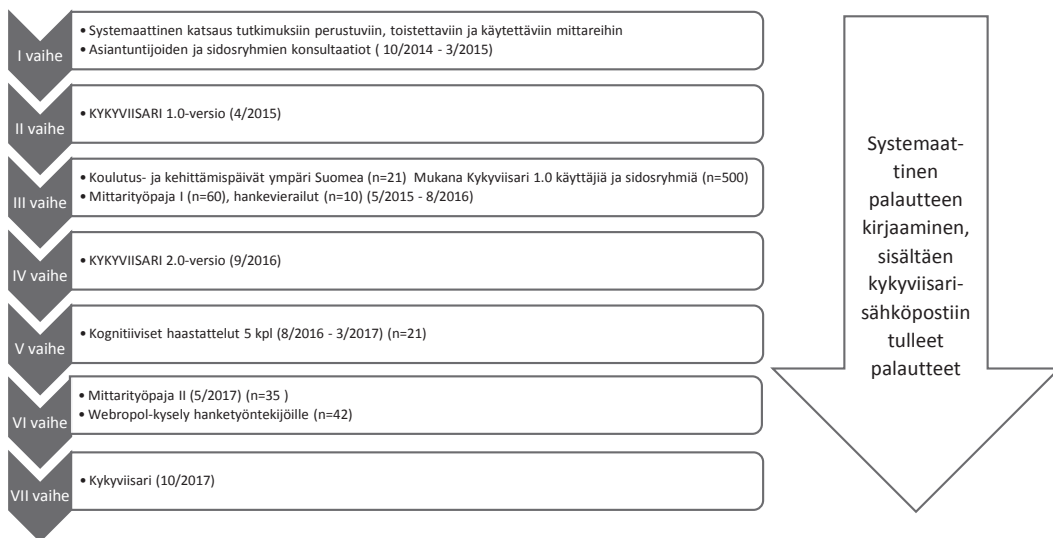 I vaihe
• Systemaattinen katsaus tutkimuksiin perustuviin, toistettaviin ja käytettäviin mittareihin
• Asiantuntijoiden ja sidosryhmien konsultaatiot ( 10/2014 - 3/2015)
II vaihe
• KYKYVIISARI 1.0-versio (4/2015)
III vaihe
• Koulutus- ja kehittämispäivät ympäri Suomea (n=21) Mukana Kykyviisari 1.0 käyttäjiä ja sidosryhmiä (n=500)
• Mittarityöpaja I (n=60), hankevierailut (n=10) (5/2015 - 8/2016)
IV vaihe
• KYKYVIISARI 2.0-versio (9/2016)
V vaihe
• Kognitiiviset haastattelut 5 kpl (8/2016 - 3/2017) (n=21)
VI vaihe
• Mittarityöpaja II (5/2017) (n=35 )
• Webropol-kysely hanketyöntekijöille (n=42)
VII vaihe
• Kykyviisari (10/2017)
Systemaat-
tinen
palautteen
kirjaaminen,
sisältäen
kykyviisari-
sähköpostiin
tulleet
palautteet